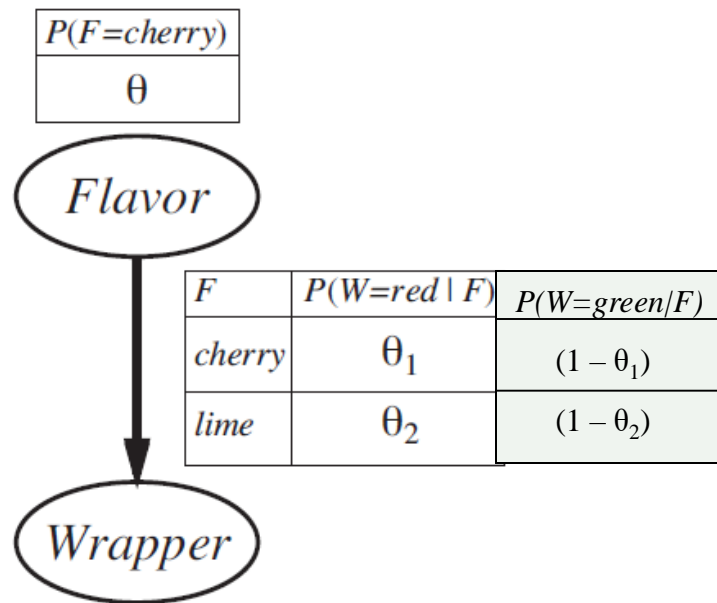 P(F=cherry)
θ
Flavor
F P(W=red | F) P(W=green/F)
cherry θ₁ (1 – θ₁)
lime θ₂ (1 – θ₂)
Wrapper